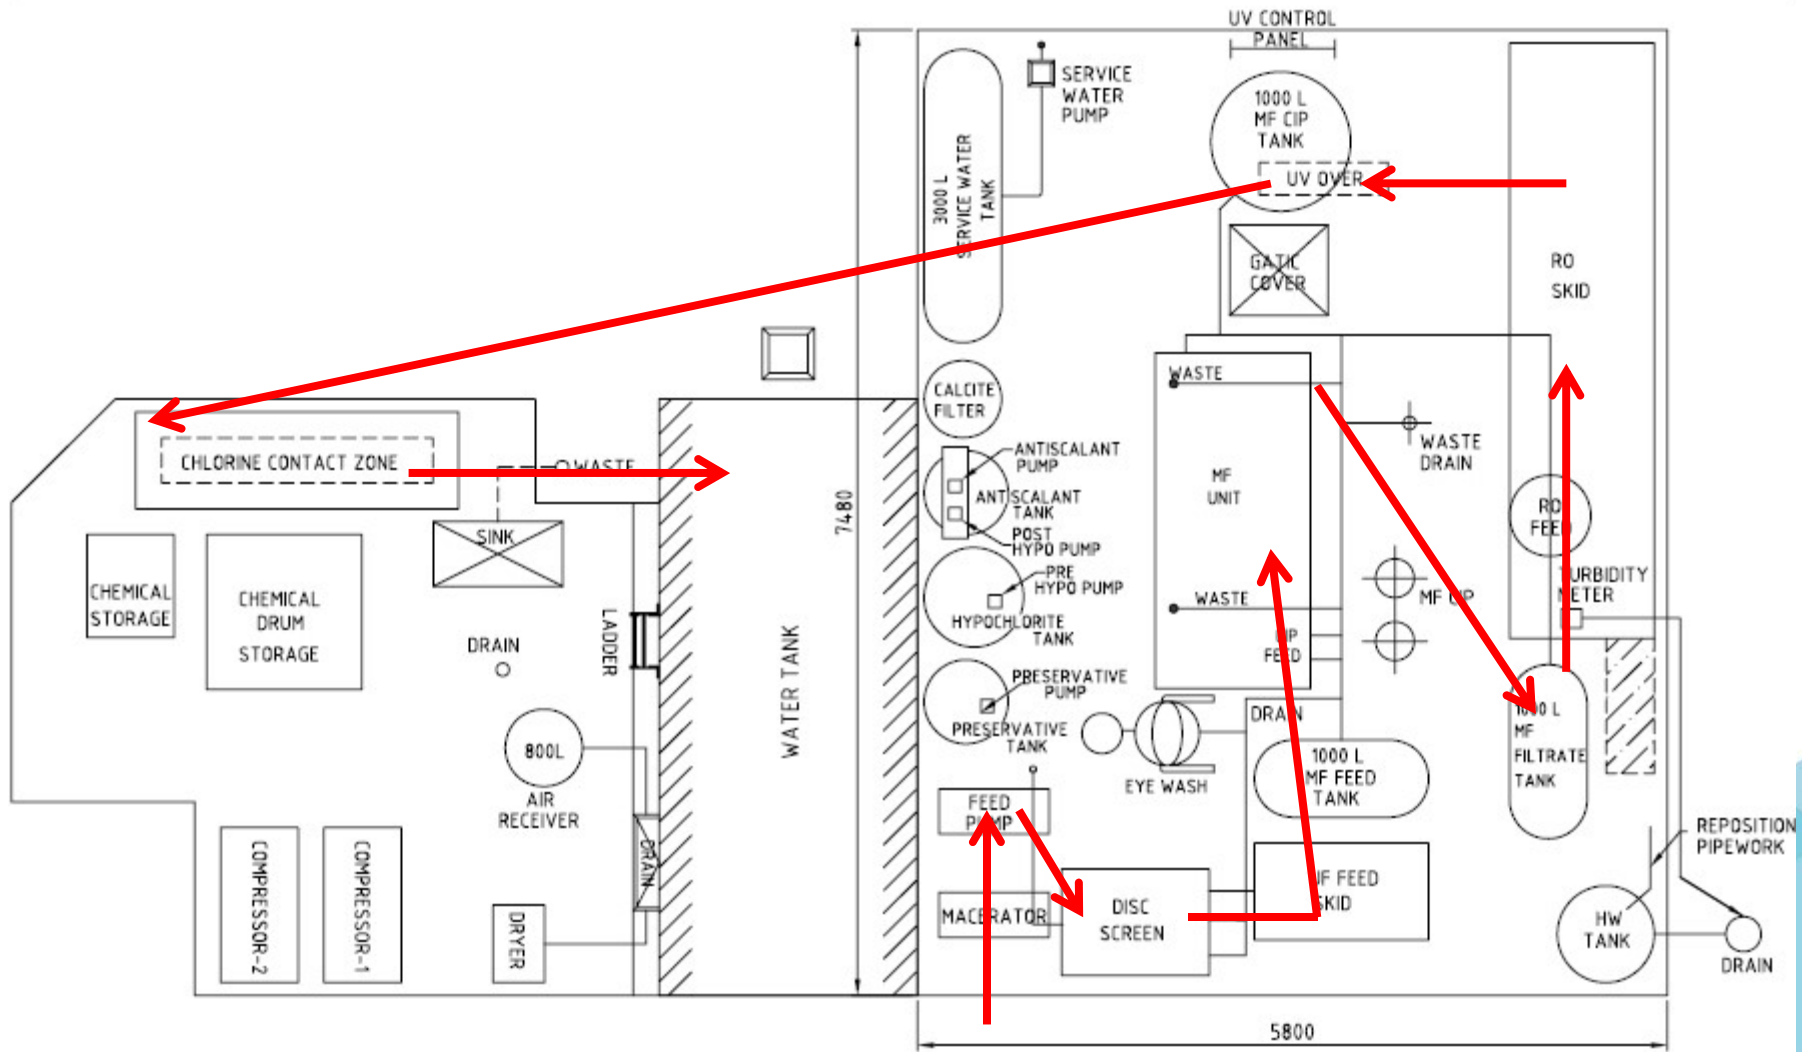 UV CONTROL
PANEL
SERVICE
WATER
PUMP
1000 L
MF CIP
TANK
UV OVER
3000 L
SERVICE WATER
TANK
GATIC
COVER
RO
SKID
CALCITE
FILTER
WASTE
ANTISCALANT
PUMP
ANTISCALANT
TANK
POST
HYPO PUMP
MF
UNIT
WASTE
DRAIN
RO
FEED
CHLORINE CONTACT ZONE
WASTE
SINK
7480
PRE
HYPO PUMP
HYPOCHLORITE
TANK
WASTE
MF CIP
TURBIDITY
METER
CHEMICAL
STORAGE
CHEMICAL
DRUM
STORAGE
LADDER
DRAIN
WATER TANK
CIP
FEED
PRESERVATIVE
PUMP
PRESERVATIVE
TANK
DRAIN
1000 L
MF
FILTRATE
TANK
800L
AIR
RECEIVER
EYE WASH
1000 L
MF FEED
TANK
FEED
PUMP
REPOSITION
PIPEWORK
COMPRESSOR-2
COMPRESSOR-1
DRAIN
DRYER
MACERATOR
DISC
SCREEN
MF FEED
SKID
HW
TANK
DRAIN
5800